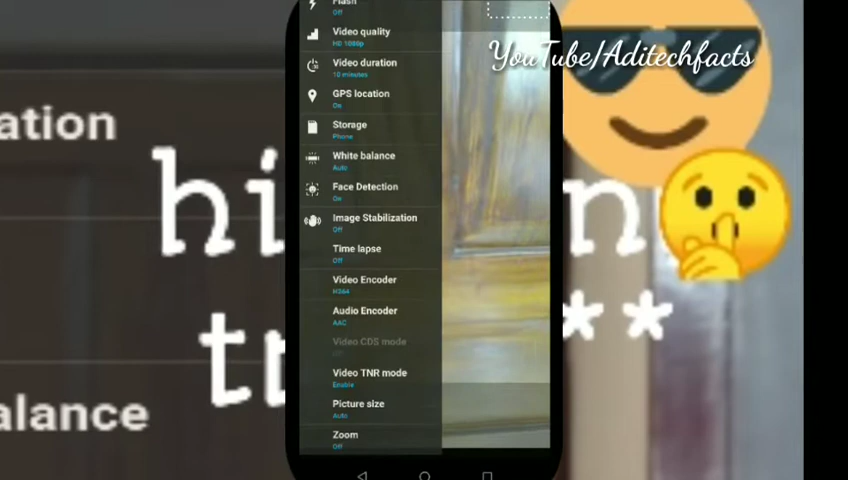 Flash
Off
Video quality
HD 1080p
Video duration
10 minutes
GPS location
On
Storage
Phone
White balance
Auto
Face Detection
On
Image Stabilization
Off
Time lapse
Off
Video Encoder
H264
Audio Encoder
AAC
Video CDS mode
Off
Video TNR mode
Enable
Picture size
Auto
Zoom
Off
YouTube/Aditechfacts
ation
hi
n
t
**
alance